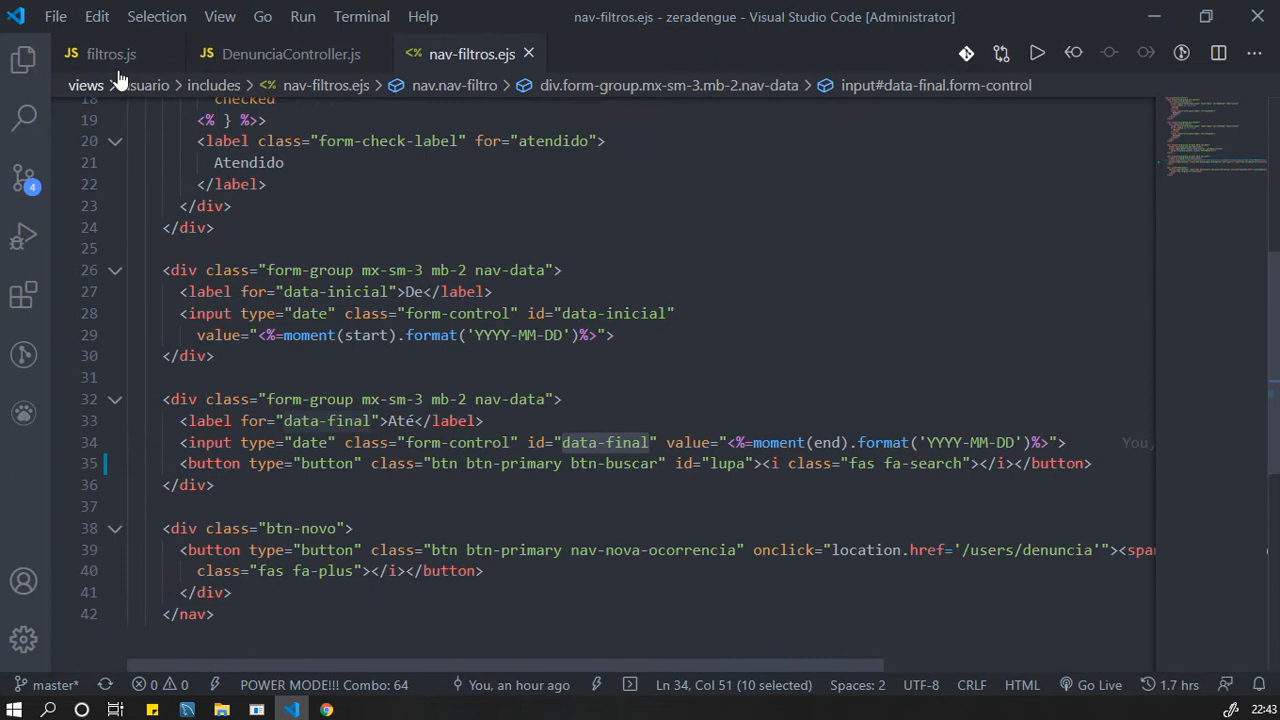 File Edit Selection View Go Run Terminal Help nav-filtros.ejs - zeradengue - Visual Studio Code [Administrator]
JS filtros.js JS DenunciaController.js <%> nav-filtros.ejs
views > usuario > includes > <%> nav-filtros.ejs > nav.nav-filtro > div.form-group.mx-sm-3.mb-2.nav-data > input#data-final.form-control
18 checked
19 <% } %>>
20 <label class="form-check-label" for="atendido">
21 Atendido
22 </label>
23 </div>
24 </div>
25
26 <div class="form-group mx-sm-3 mb-2 nav-data">
27 <label for="data-inicial">De</label>
28 <input type="date" class="form-control" id="data-inicial"
29 value="<%=moment(start).format('YYYY-MM-DD')%>">
30 </div>
31
32 <div class="form-group mx-sm-3 mb-2 nav-data">
33 <label for="data-final">Até</label>
34 <input type="date" class="form-control" id="data-final" value="<%=moment(end).format('YYYY-MM-DD')%>"> You,
35 <button type="button" class="btn btn-primary btn-buscar" id="lupa"><i class="fas fa-search"></i></button>
36 </div>
37
38 <div class="btn-novo">
39 <button type="button" class="btn btn-primary nav-nova-ocorrencia" onclick="location.href='/users/denuncia'"><span
40 class="fas fa-plus"></i></button>
41 </div>
42 </nav>
4
master* 0 0 POWER MODE!!! Combo: 64 You, an hour ago Ln 34, Col 51 (10 selected) Spaces: 2 UTF-8 CRLF HTML Go Live 1.7 hrs
22:43